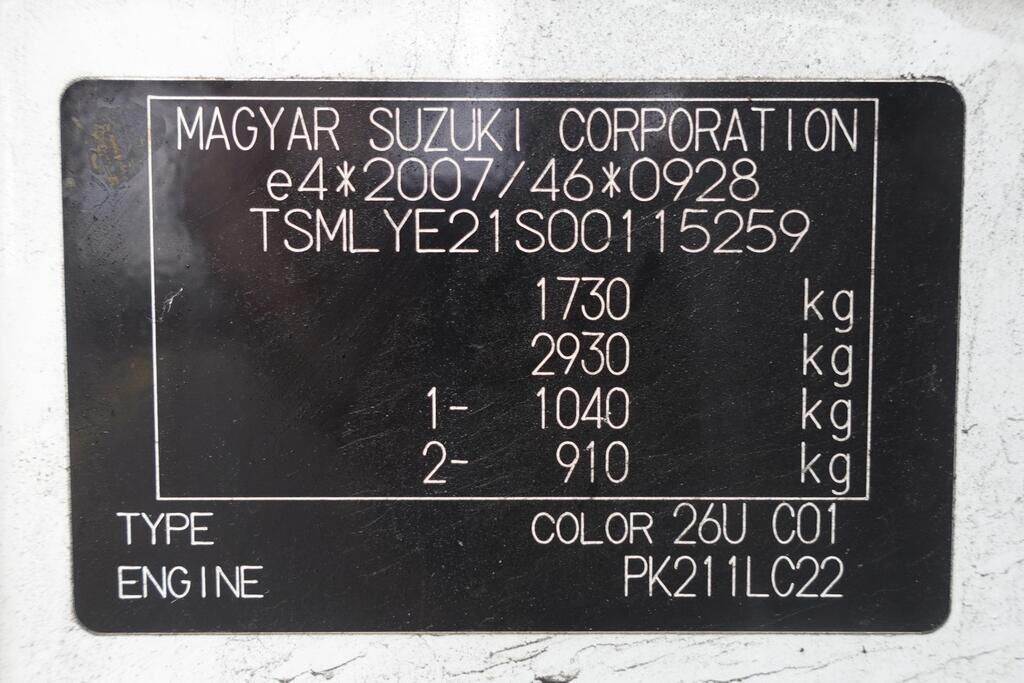 MAGYAR SUZUKI CORPORATION
e4*2007/46*0928
TSMLYE21S00115259
1730 kg
2930 kg
1- 1040 kg
2- 910 kg
TYPE COLOR 26U C01
ENGINE PK211LC22